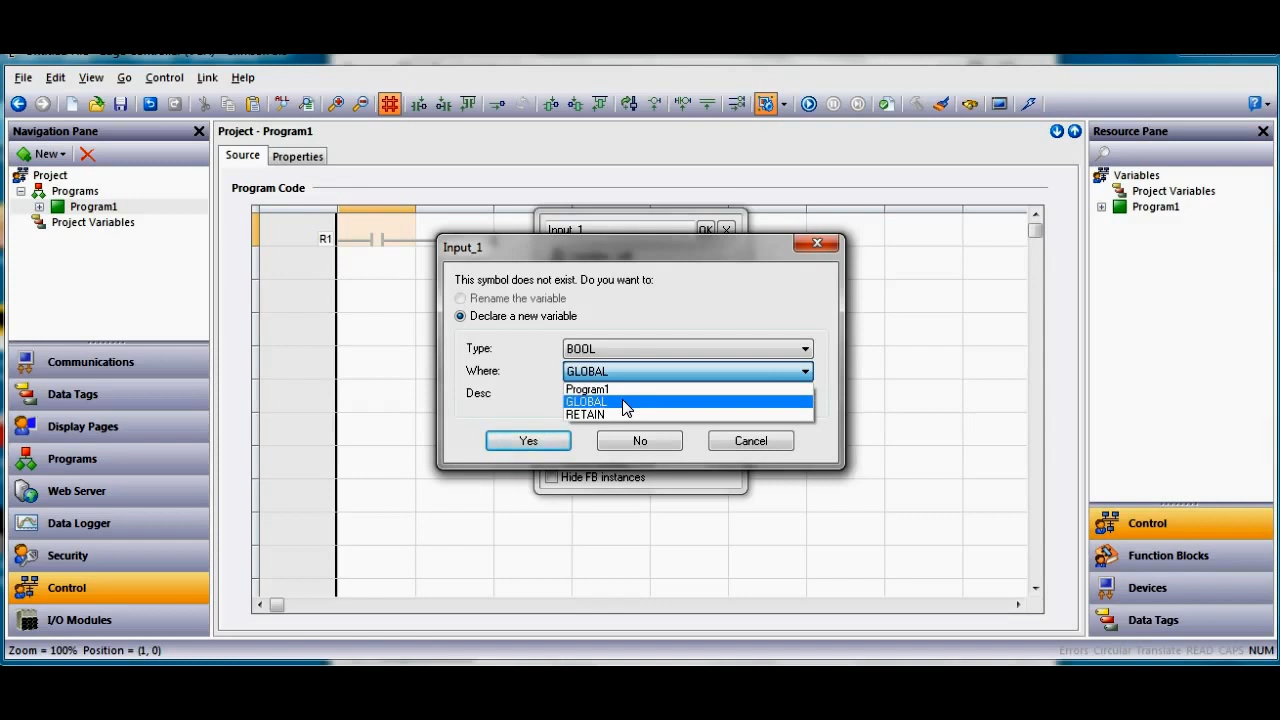 File Edit View Go Control Link Help
Navigation Pane
New
Project
Programs
Program1
Project Variables
Communications
Data Tags
Display Pages
Programs
Web Server
Data Logger
Security
Control
I/O Modules
Project - Program1
Source Properties
Program Code
R1
Input_1 OK
Input_1
This symbol does not exist. Do you want to:
Rename the variable
Declare a new variable
Type: BOOL
Where: GLOBAL
Program1
Desc GLOBAL
RETAIN
Yes No Cancel
Hide FB instances
Resource Pane
Variables
Project Variables
Program1
Control
Function Blocks
Devices
Data Tags
Zoom = 100% Position = (1, 0)
Errors Circular Translate READ CAPS NUM